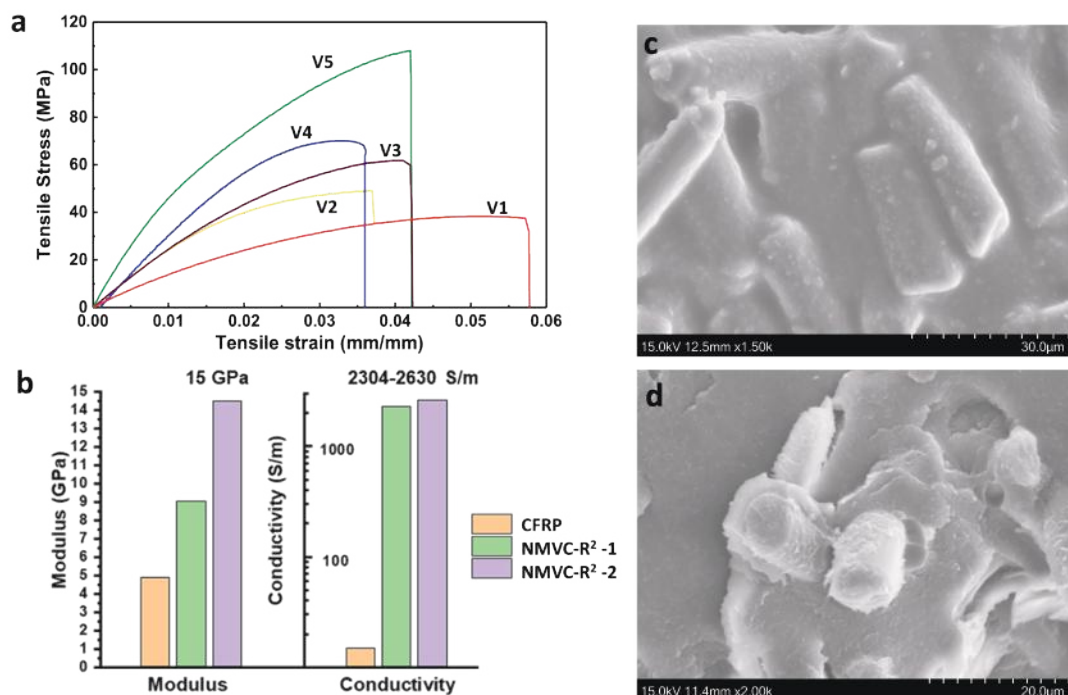 a
120
100
80
60
40
20
0
Tensile Stress (MPa)
V5
V4
V3
V2
V1
0.00 0.01 0.02 0.03 0.04 0.05 0.06
Tensile strain (mm/mm)
b
15 GPa
2304-2630 S/m
15
14
13
12
11
10
9
8
7
6
5
4
3
2
1
0
Modulus (GPa)
Modulus
Conductivity (S/m)
1000
100
Conductivity
CFRP
NMVC-R² -1
NMVC-R² -2
c
15.0kV 12.5mm x1.50k 30.0µm
d
15.0kV 11.4mm x2.00k 20.0µm